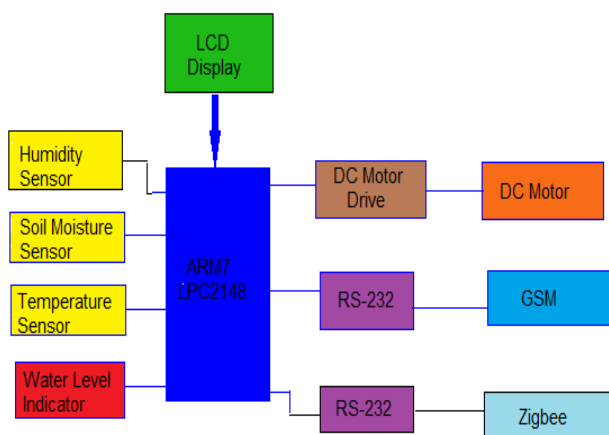 LCD
Display
Humidity
Sensor
Soil Moisture
Sensor
Temperature
Sensor
Water Level
Indicator
ARM7
LPC2148
DC Motor
Drive
DC Motor
RS-232
GSM
RS-232
Zigbee